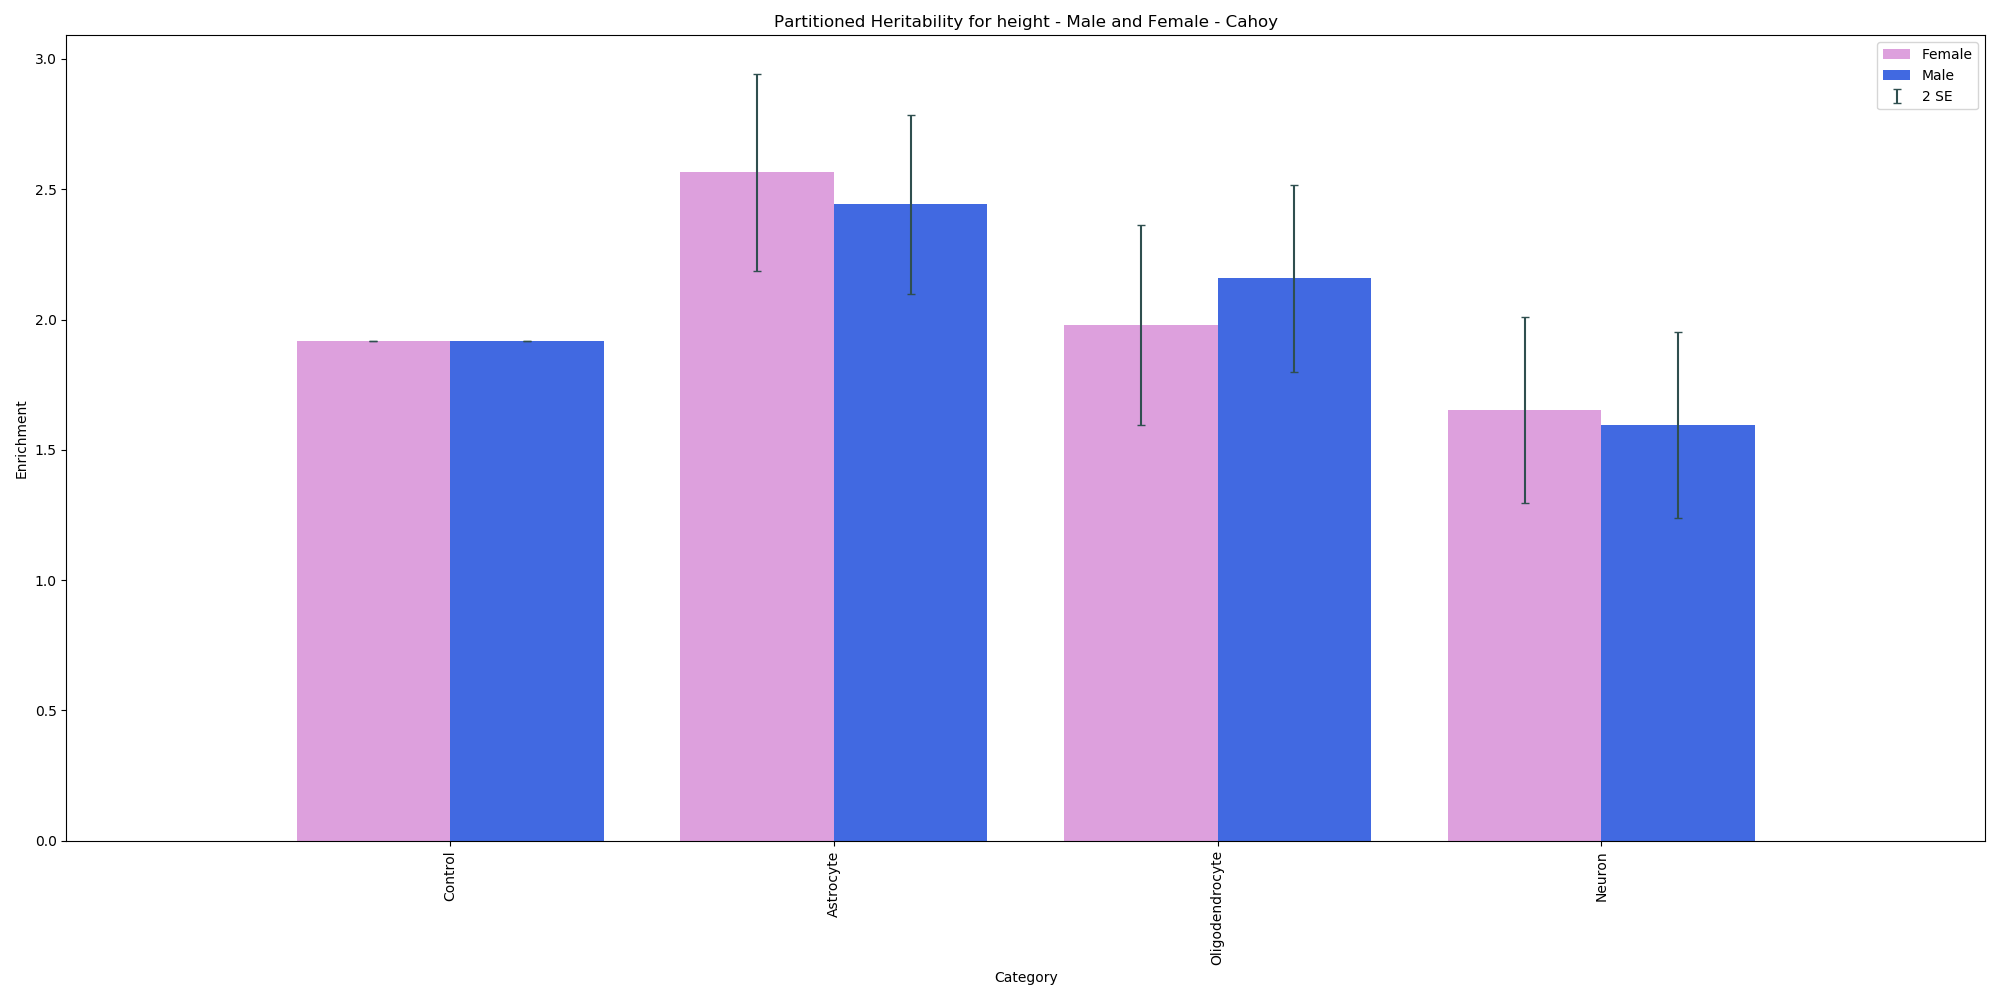 Partitioned Heritability for height - Male and Female - Cahoy
Female
Male
2 SE
3.0
2.5
2.0
1.5
1.0
0.5
0.0
Enrichment
Control
Astrocyte
Oligodendrocyte
Neuron
Category